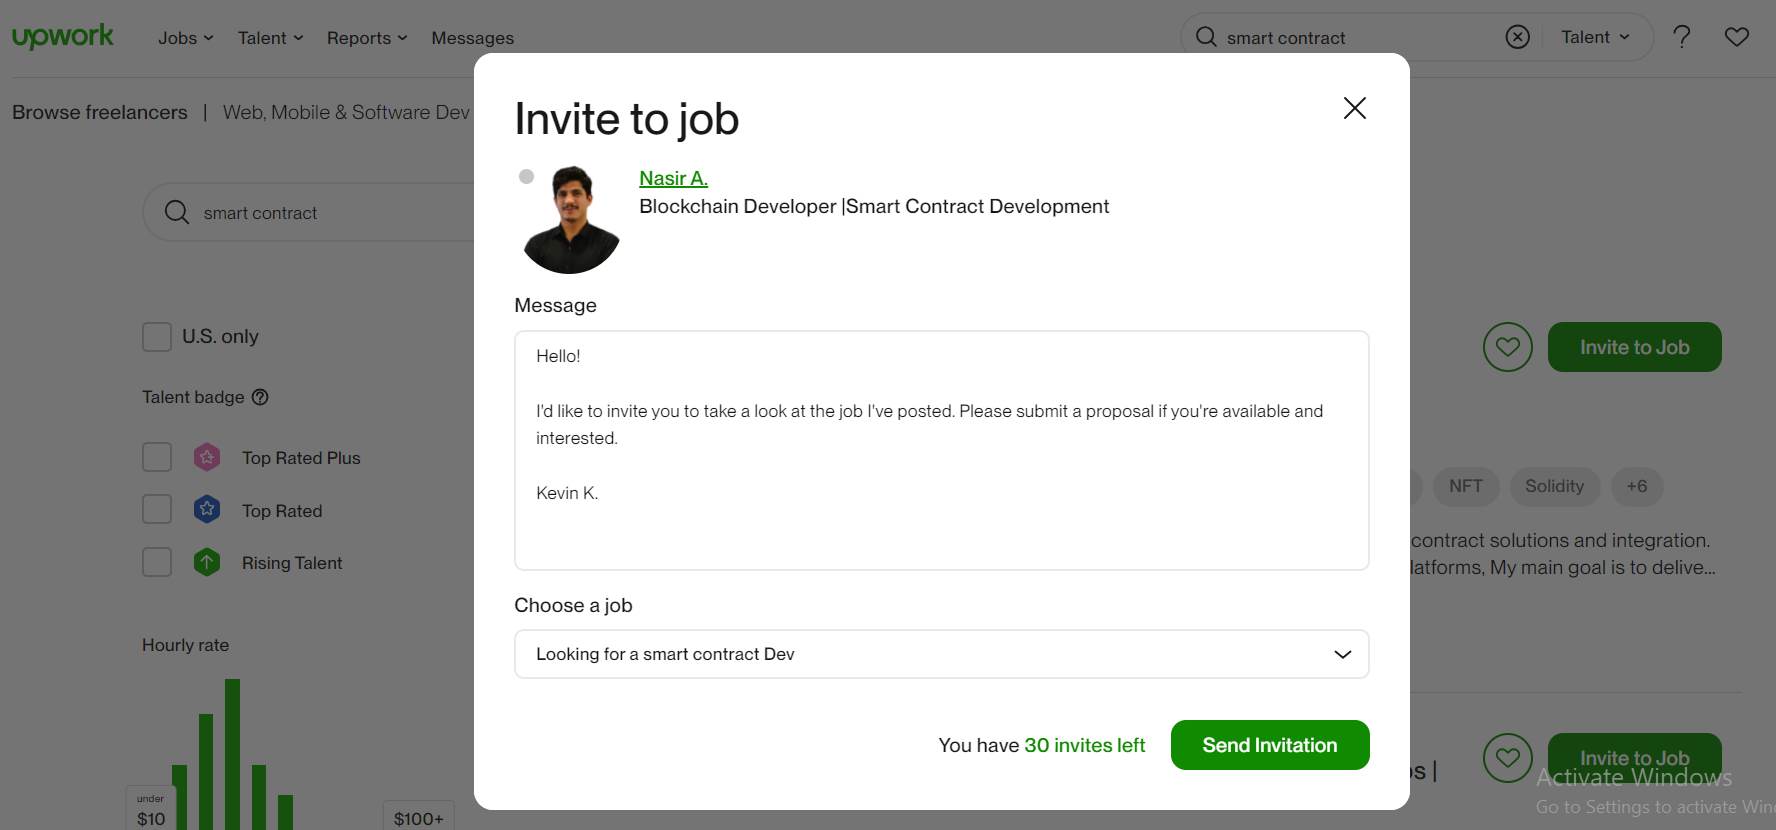 upwork
Jobs
Talent
Reports
Messages
smart contract
Talent
Browse freelancers | Web, Mobile & Software Dev
smart contract
U.S. only
Talent badge
Top Rated Plus
Top Rated
Rising Talent
Hourly rate
under
$10
$100+
Invite to job
Nasir A.
Blockchain Developer |Smart Contract Development
Message
Hello!
I'd like to invite you to take a look at the job I've posted. Please submit a proposal if you're available and
interested.
Kevin K.
Choose a job
Looking for a smart contract Dev
You have 30 invites left
Send Invitation
Invite to Job
NFT
Solidity
+6
contract solutions and integration.
My main goal is to delive...
Invite to Job
Activate Windows
Go to Settings to activate